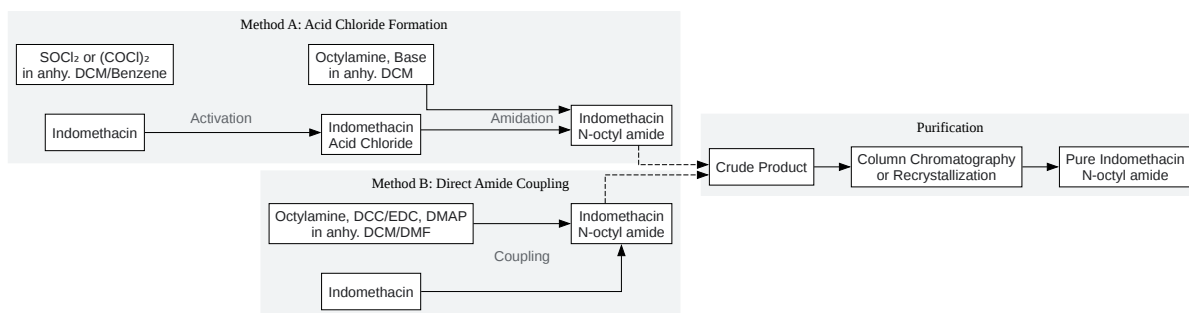 Method A: Acid Chloride Formation
SOCl₂ or (COCl)₂
in anhy. DCM/Benzene
Octylamine, Base
in anhy. DCM
Indomethacin
Activation
Indomethacin
Acid Chloride
Amidation
Indomethacin
N-octyl amide
Method B: Direct Amide Coupling
Octylamine, DCC/EDC, DMAP
in anhy. DCM/DMF
Indomethacin
N-octyl amide
Coupling
Indomethacin
Purification
Crude Product
Column Chromatography
or Recrystallization
Pure Indomethacin
N-octyl amide